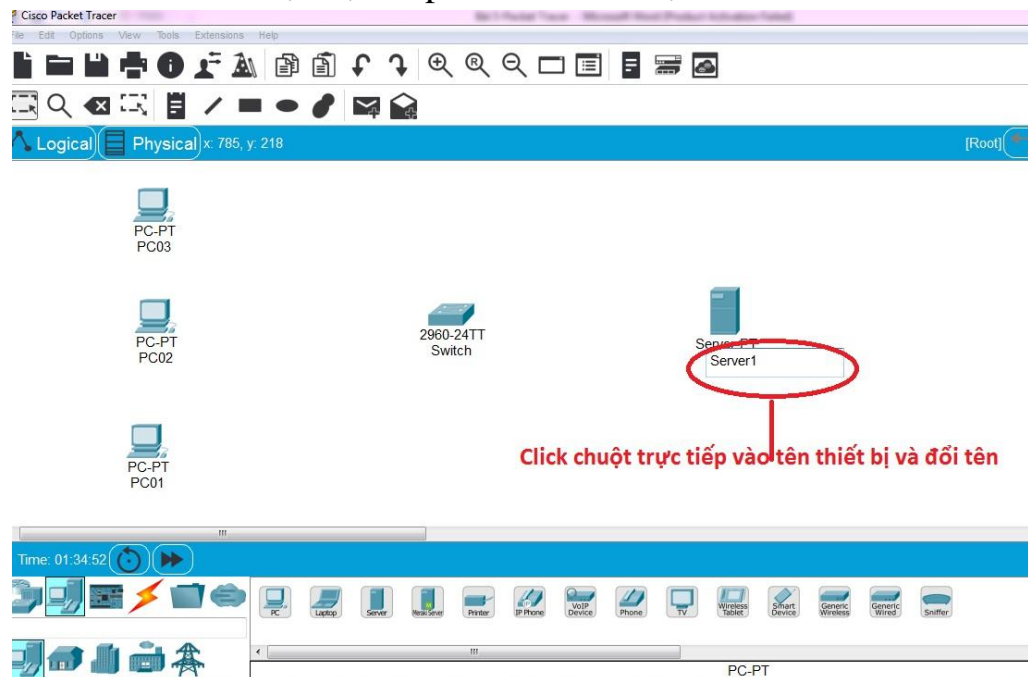 Cisco Packet Tracer
File Edit Options View Tools Extensions Help
Logical Physical x: 785, y: 218 [Root]
PC-PT
PC03
PC-PT
PC02
2960-24TT
Switch
Server-PT
Server1
Click chuột trực tiếp vào tên thiết bị và đổi tên
PC-PT
PC01
Time: 01:34:52
PC Laptop Server Meraki Server Printer IP Phone VoIP Device Phone TV Wireless Tablet Smart Device Generic Wireless Generic Wired Sniffer
PC-PT